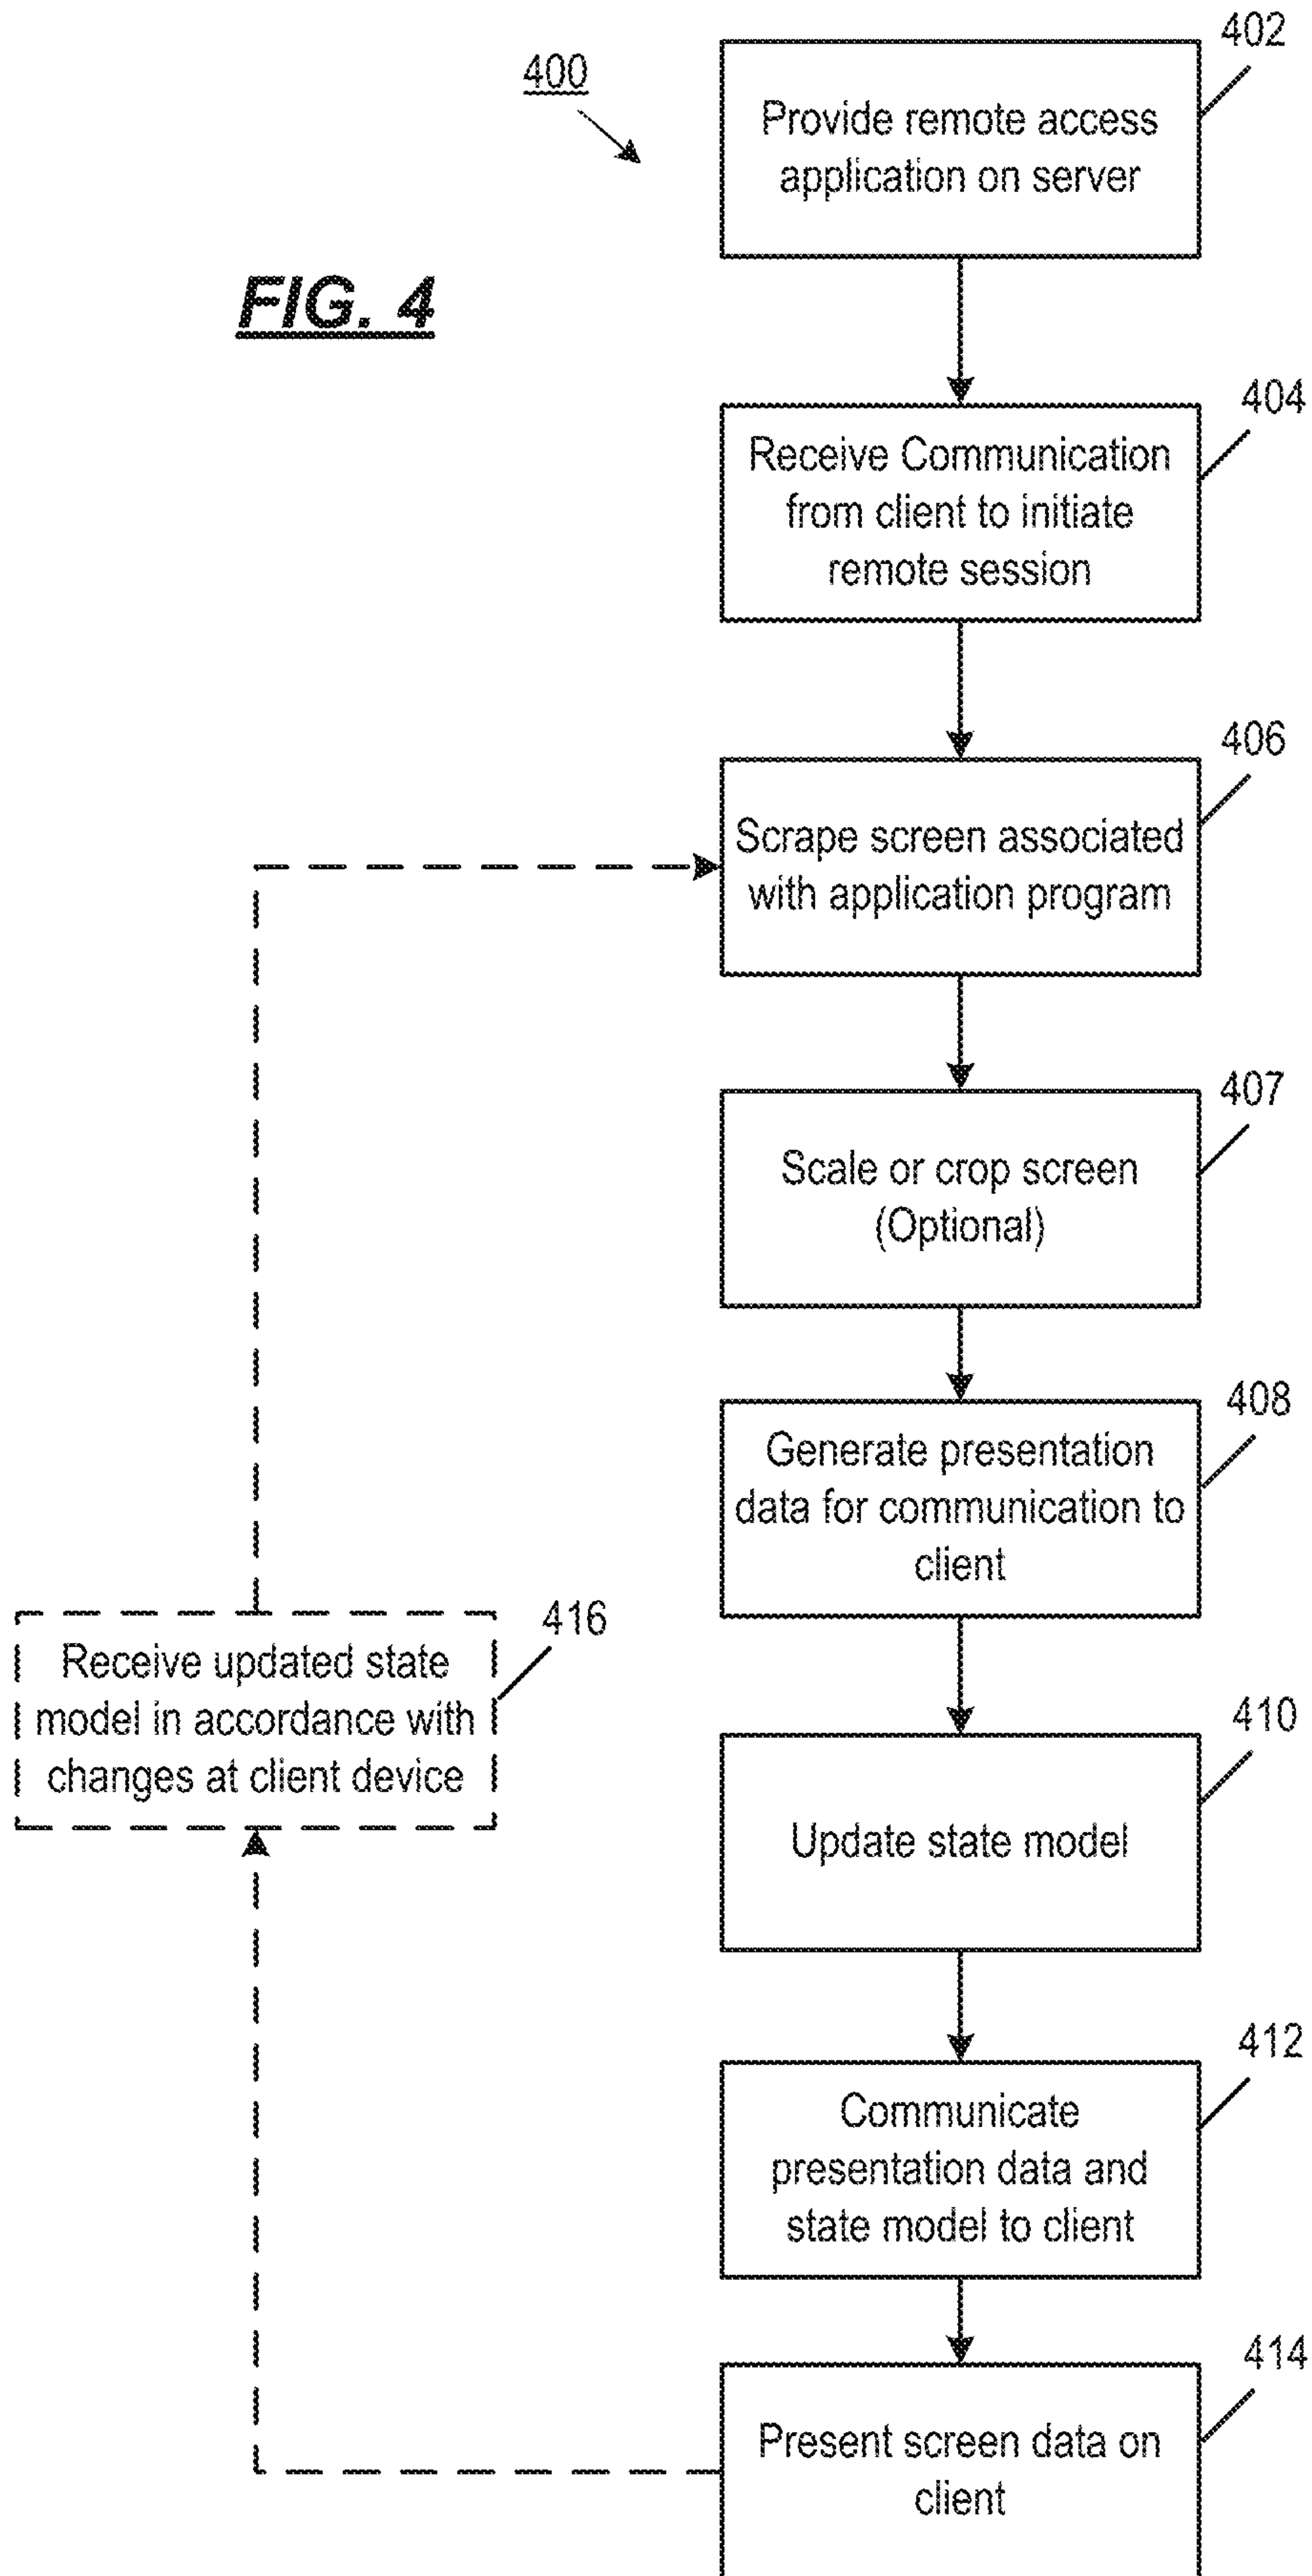 400
402
Provide remote access
application on server
FIG. 4
404
Receive Communication
from client to initiate
remote session
406
Scrape screen associated
with application program
407
Scale or crop screen
(Optional)
408
Generate presentation
data for communication to
client
416
Receive updated state
model in accordance with
changes at client device
410
Update state model
412
Communicate
presentation data and
state model to client
414
Present screen data on
client